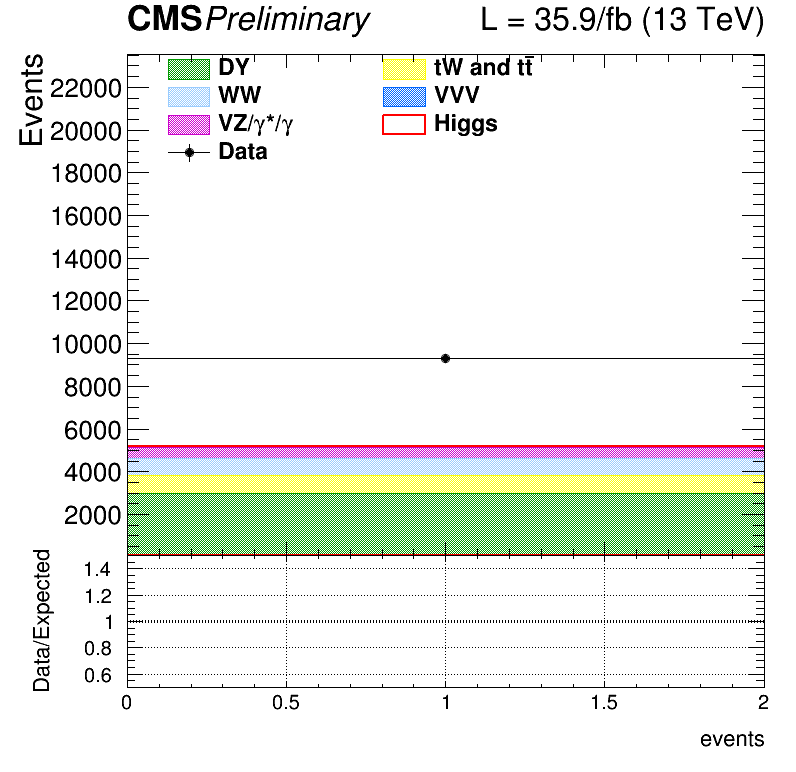 CMS Preliminary L = 35.9/fb (13 TeV)
Events
DY tW and tt̅
WW VVV
VZ/γ*/γ Higgs
Data
22000
20000
18000
16000
14000
12000
10000
8000
6000
4000
2000
Data/Expected
1.4
1.2
1
0.8
0.6
0 0.5 1 1.5 2
events